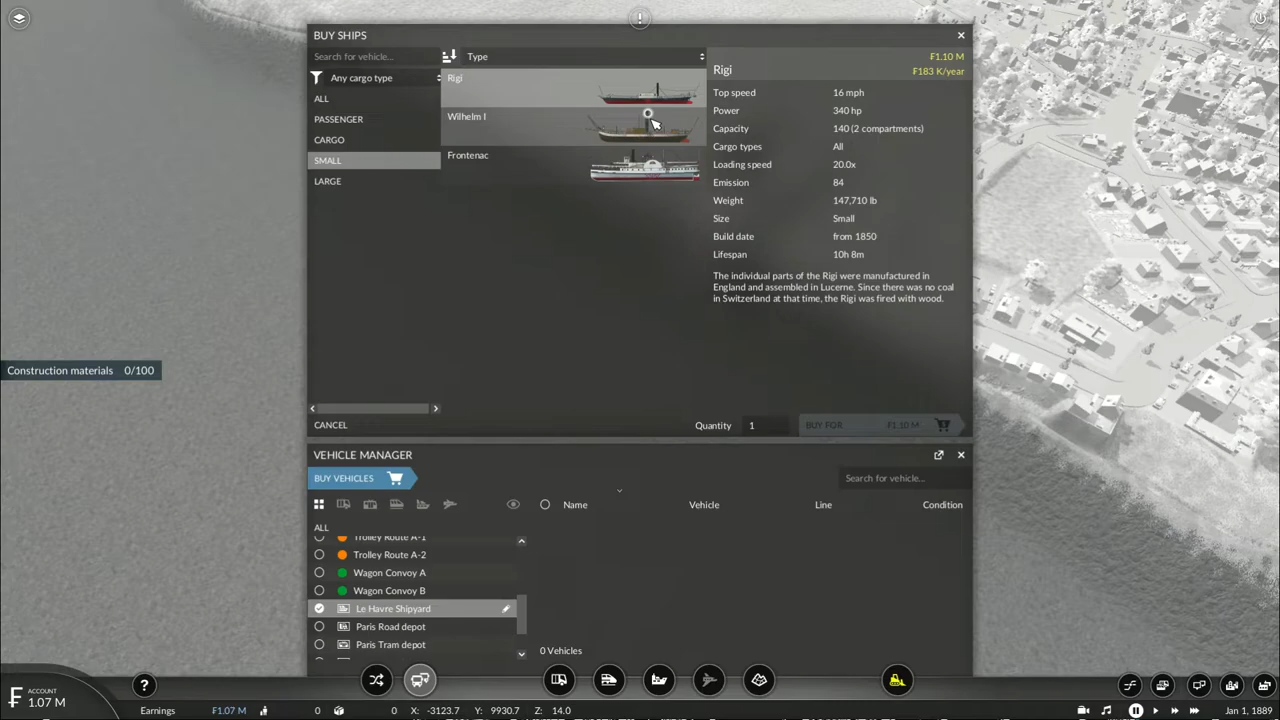 BUY SHIPS
Search for vehicle...
Type
Any cargo type
ALL
PASSENGER
CARGO
SMALL
LARGE
Rigi
Wilhelm I
Frontenac
₣1.10 M
Rigi
₣183 K/year
Top speed 16 mph
Power 340 hp
Capacity 140 (2 compartments)
Cargo types All
Loading speed 20.0x
Emission 84
Weight 147,710 lb
Size Small
Build date from 1850
Lifespan 10h 8m
The individual parts of the Rigi were manufactured in
England and assembled in Lucerne. Since there was no coal
in Switzerland at that time, the Rigi was fired with wood.
Construction materials 0/100
CANCEL
Quantity 1
BUY FOR ₣1.10 M
VEHICLE MANAGER
BUY VEHICLES
Search for vehicle...
Name Vehicle Line Condition
ALL
Trolley Route A-1
Trolley Route A-2
Wagon Convoy A
Wagon Convoy B
Le Havre Shipyard
Paris Road depot
Paris Tram depot
0 Vehicles
?
₣ ACCOUNT
1.07 M
Earnings ₣1.07 M 0 0 X: -3123.7 Y: 9930.7 Z: 14.0
Jan 1, 1889